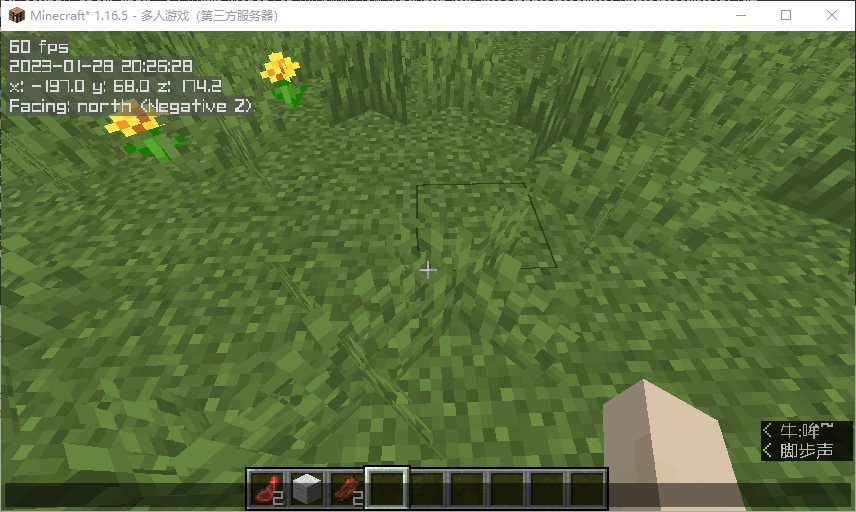 Minecraft* 1.16.5 - 多人游戏（第三方服务器）
60 fps
2023-01-28 20:26:28
x: -197.0 y: 68.0 z: 174.2
Facing: north (Negative Z)
< 牛:哞~
< 脚步声
2
2